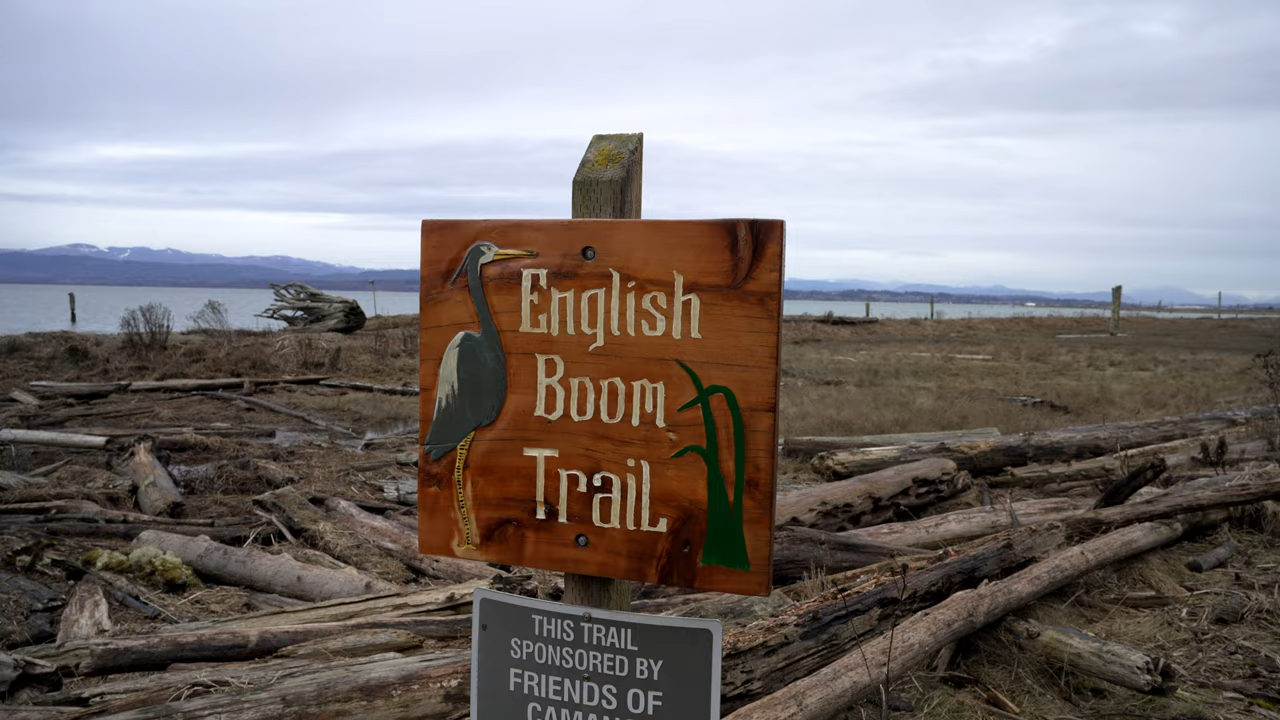 English
Boom
Trail
THIS TRAIL
SPONSORED BY
FRIENDS OF